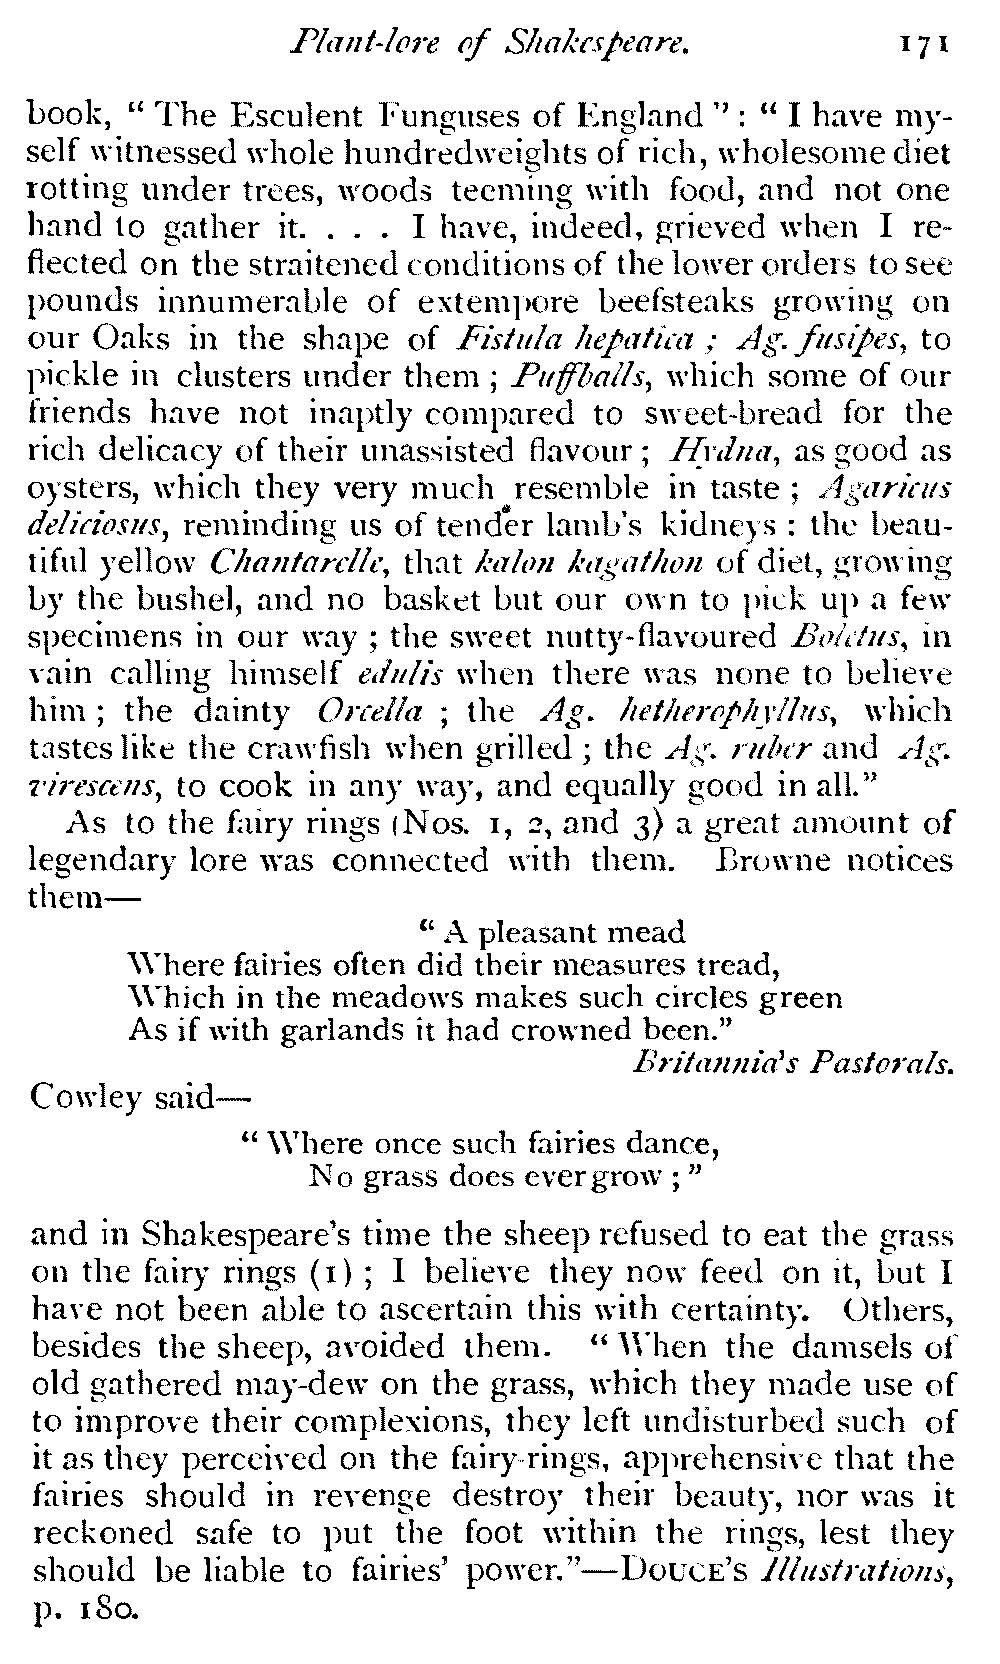 Plant-lore of Shakespeare. 171
book, “ The Esculent Funguses of England ” : “ I have my-
self witnessed whole hundredweights of rich, wholesome diet
rotting under trees, woods teeming with food, and not one
hand to gather it. . . . I have, indeed, grieved when I re-
flected on the straitened conditions of the lower orders to see
pounds innumerable of extempore beefsteaks growing on
our Oaks in the shape of Fistula hepatica ; Ag. fusipes, to
pickle in clusters under them ; Puffballs, which some of our
friends have not inaptly compared to sweet-bread for the
rich delicacy of their unassisted flavour ; Hydna, as good as
oysters, which they very much resemble in taste ; Agaricus
deliciosus, reminding us of tender lamb's kidneys : the beau-
tiful yellow Chantarelle, that kalon kagathon of diet, growing
by the bushel, and no basket but our own to pick up a few
specimens in our way ; the sweet nutty-flavoured Boletus, in
vain calling himself edulis when there was none to believe
him ; the dainty Orcella ; the Ag. hetherophyllus, which
tastes like the crawfish when grilled ; the Ag. ruber and Ag.
virescens, to cook in any way, and equally good in all.”
As to the fairy rings (Nos. 1, 2, and 3) a great amount of
legendary lore was connected with them. Browne notices
them—
“ A pleasant mead
Where fairies often did their measures tread,
Which in the meadows makes such circles green
As if with garlands it had crowned been.”
Britannia's Pastorals.
Cowley said—
“ Where once such fairies dance,
No grass does ever grow ; ”
and in Shakespeare's time the sheep refused to eat the grass
on the fairy rings (1) ; I believe they now feed on it, but I
have not been able to ascertain this with certainty. Others,
besides the sheep, avoided them. “ When the damsels of
old gathered may-dew on the grass, which they made use of
to improve their complexions, they left undisturbed such of
it as they perceived on the fairy-rings, apprehensive that the
fairies should in revenge destroy their beauty, nor was it
reckoned safe to put the foot within the rings, lest they
should be liable to fairies' power.”—DOUCE'S Illustrations,
p. 180.